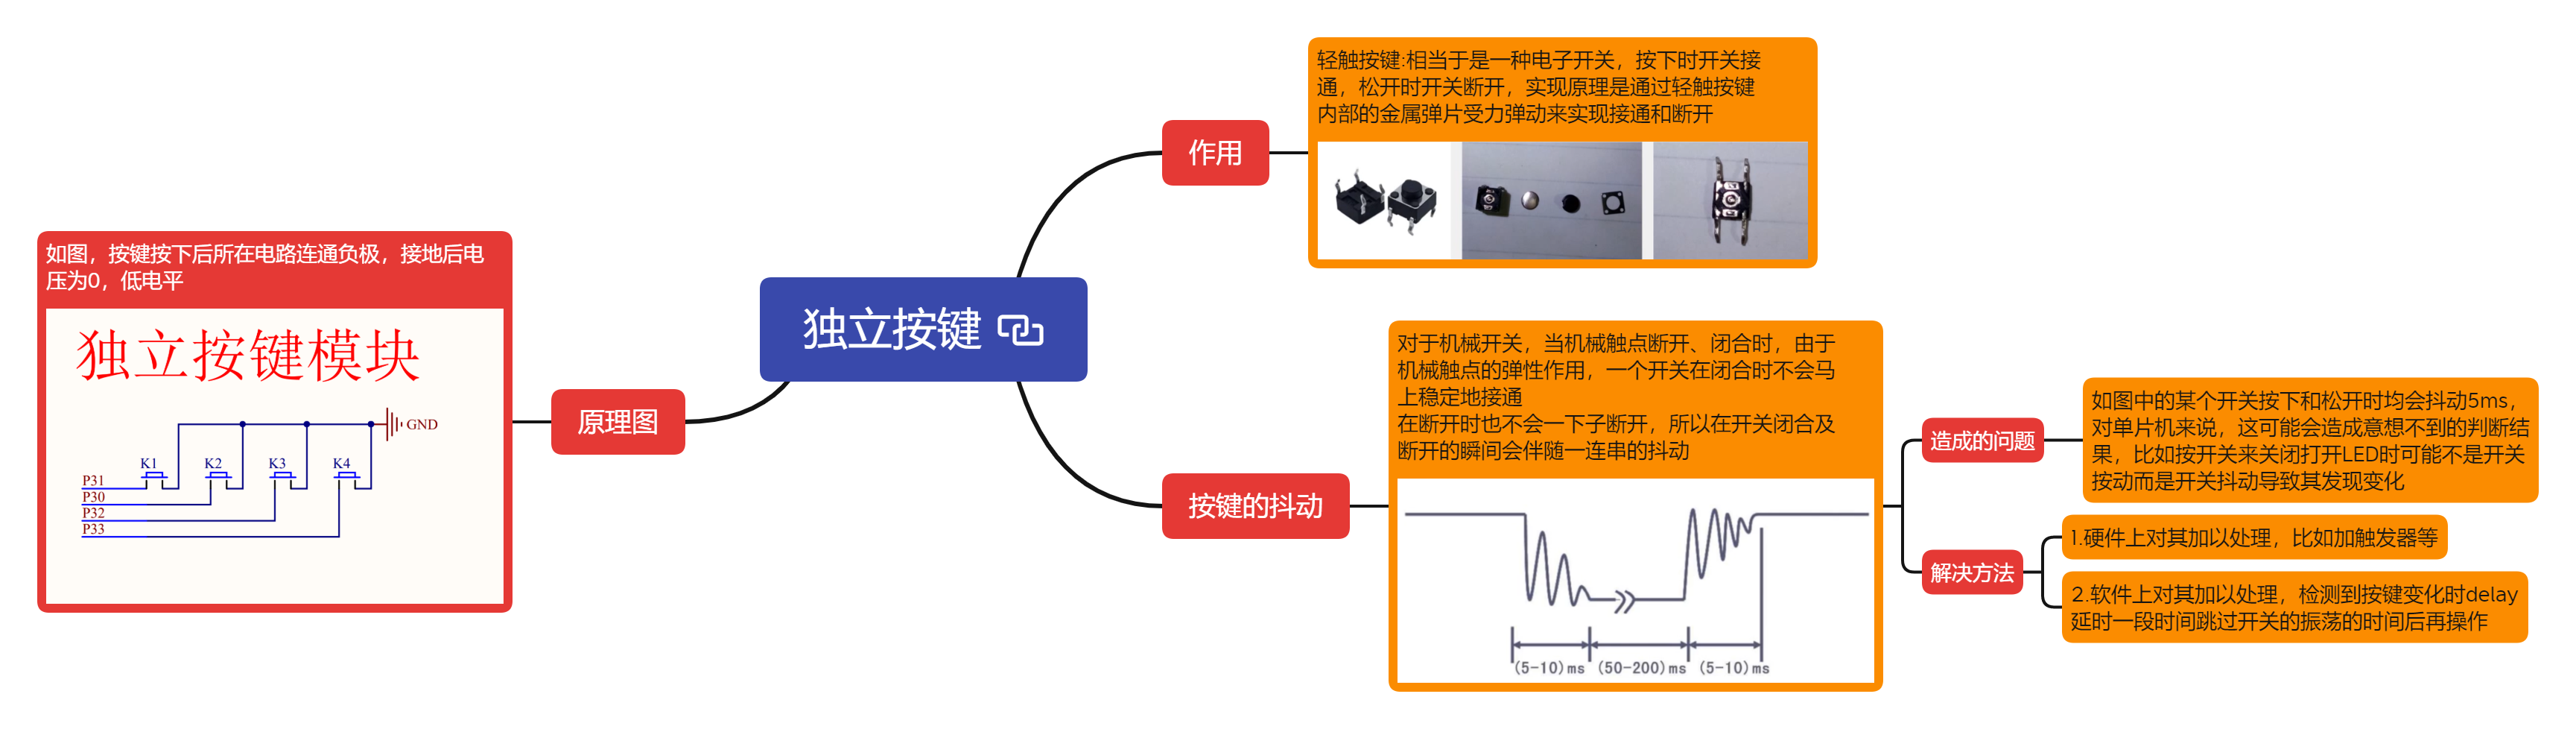 独立按键
作用
轻触按键:相当于是一种电子开关，按下时开关接
通，松开时开关断开，实现原理是通过轻触按键
内部的金属弹片受力弹动来实现接通和断开
按键的抖动
对于机械开关，当机械触点断开、闭合时，由于
机械触点的弹性作用，一个开关在闭合时不会马
上稳定地接通
在断开时也不会一下子断开，所以在开关闭合及
断开的瞬间会伴随一连串的抖动
(5-10)ms (50-200)ms (5-10)ms
造成的问题
如图中的某个开关按下和松开时均会抖动5ms，
对单片机来说，这可能会造成意想不到的判断结
果，比如按开关来关闭打开LED时可能不是开关
按动而是开关抖动导致其发现变化
解决方法
1.硬件上对其加以处理，比如加触发器等
2.软件上对其加以处理，检测到按键变化时delay
延时一段时间跳过开关的振荡的时间后再操作
原理图
如图，按键按下后所在电路连通负极，接地后电
压为0，低电平
独立按键模块
GND
K1 K2 K3 K4
P31
P30
P32
P33